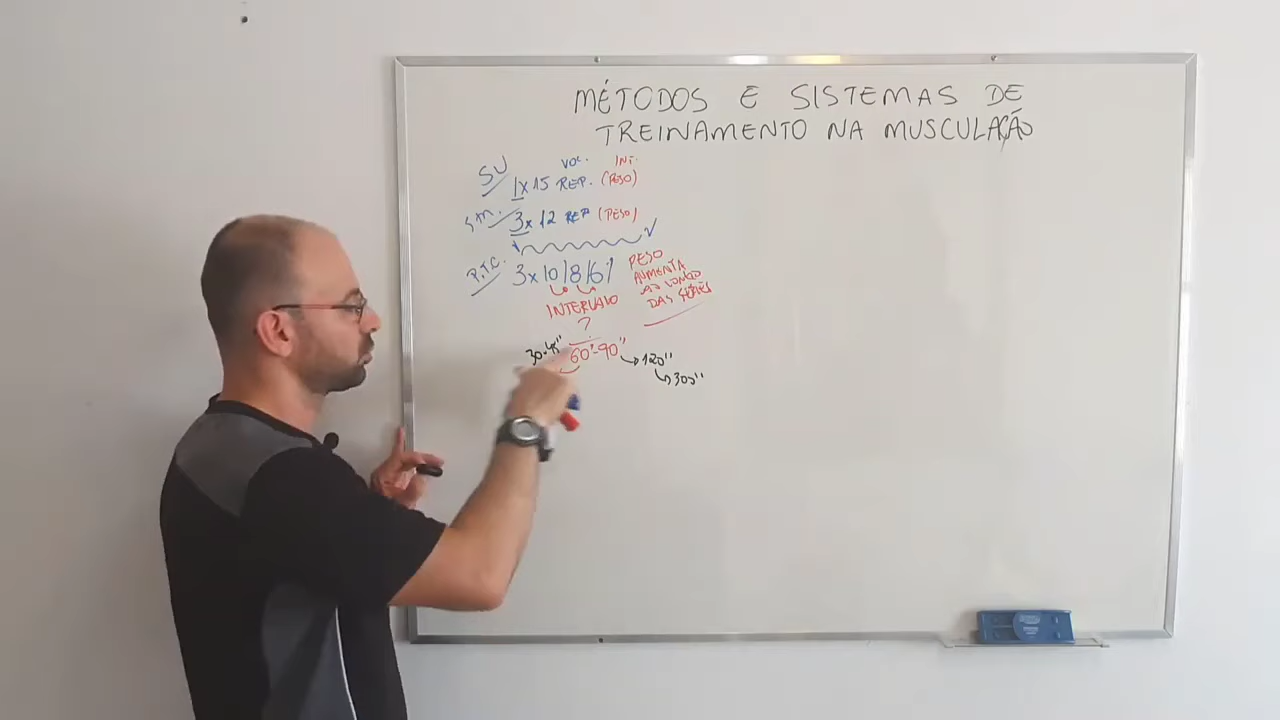 MÉTODOS E SISTEMAS DE
TREINAMENTO NA MUSCULAÇÃO
VOL. INT.
SU 1x15 REP. (PESO)
S.M. 3x12 REP (PESO)
P.T.C. 3x10/8/6/
PESO
AUMENTA
AO LONGO
DAS SÉRIES
INTERVALO
?
30-45" 60"-90" → 120"
→ 300"